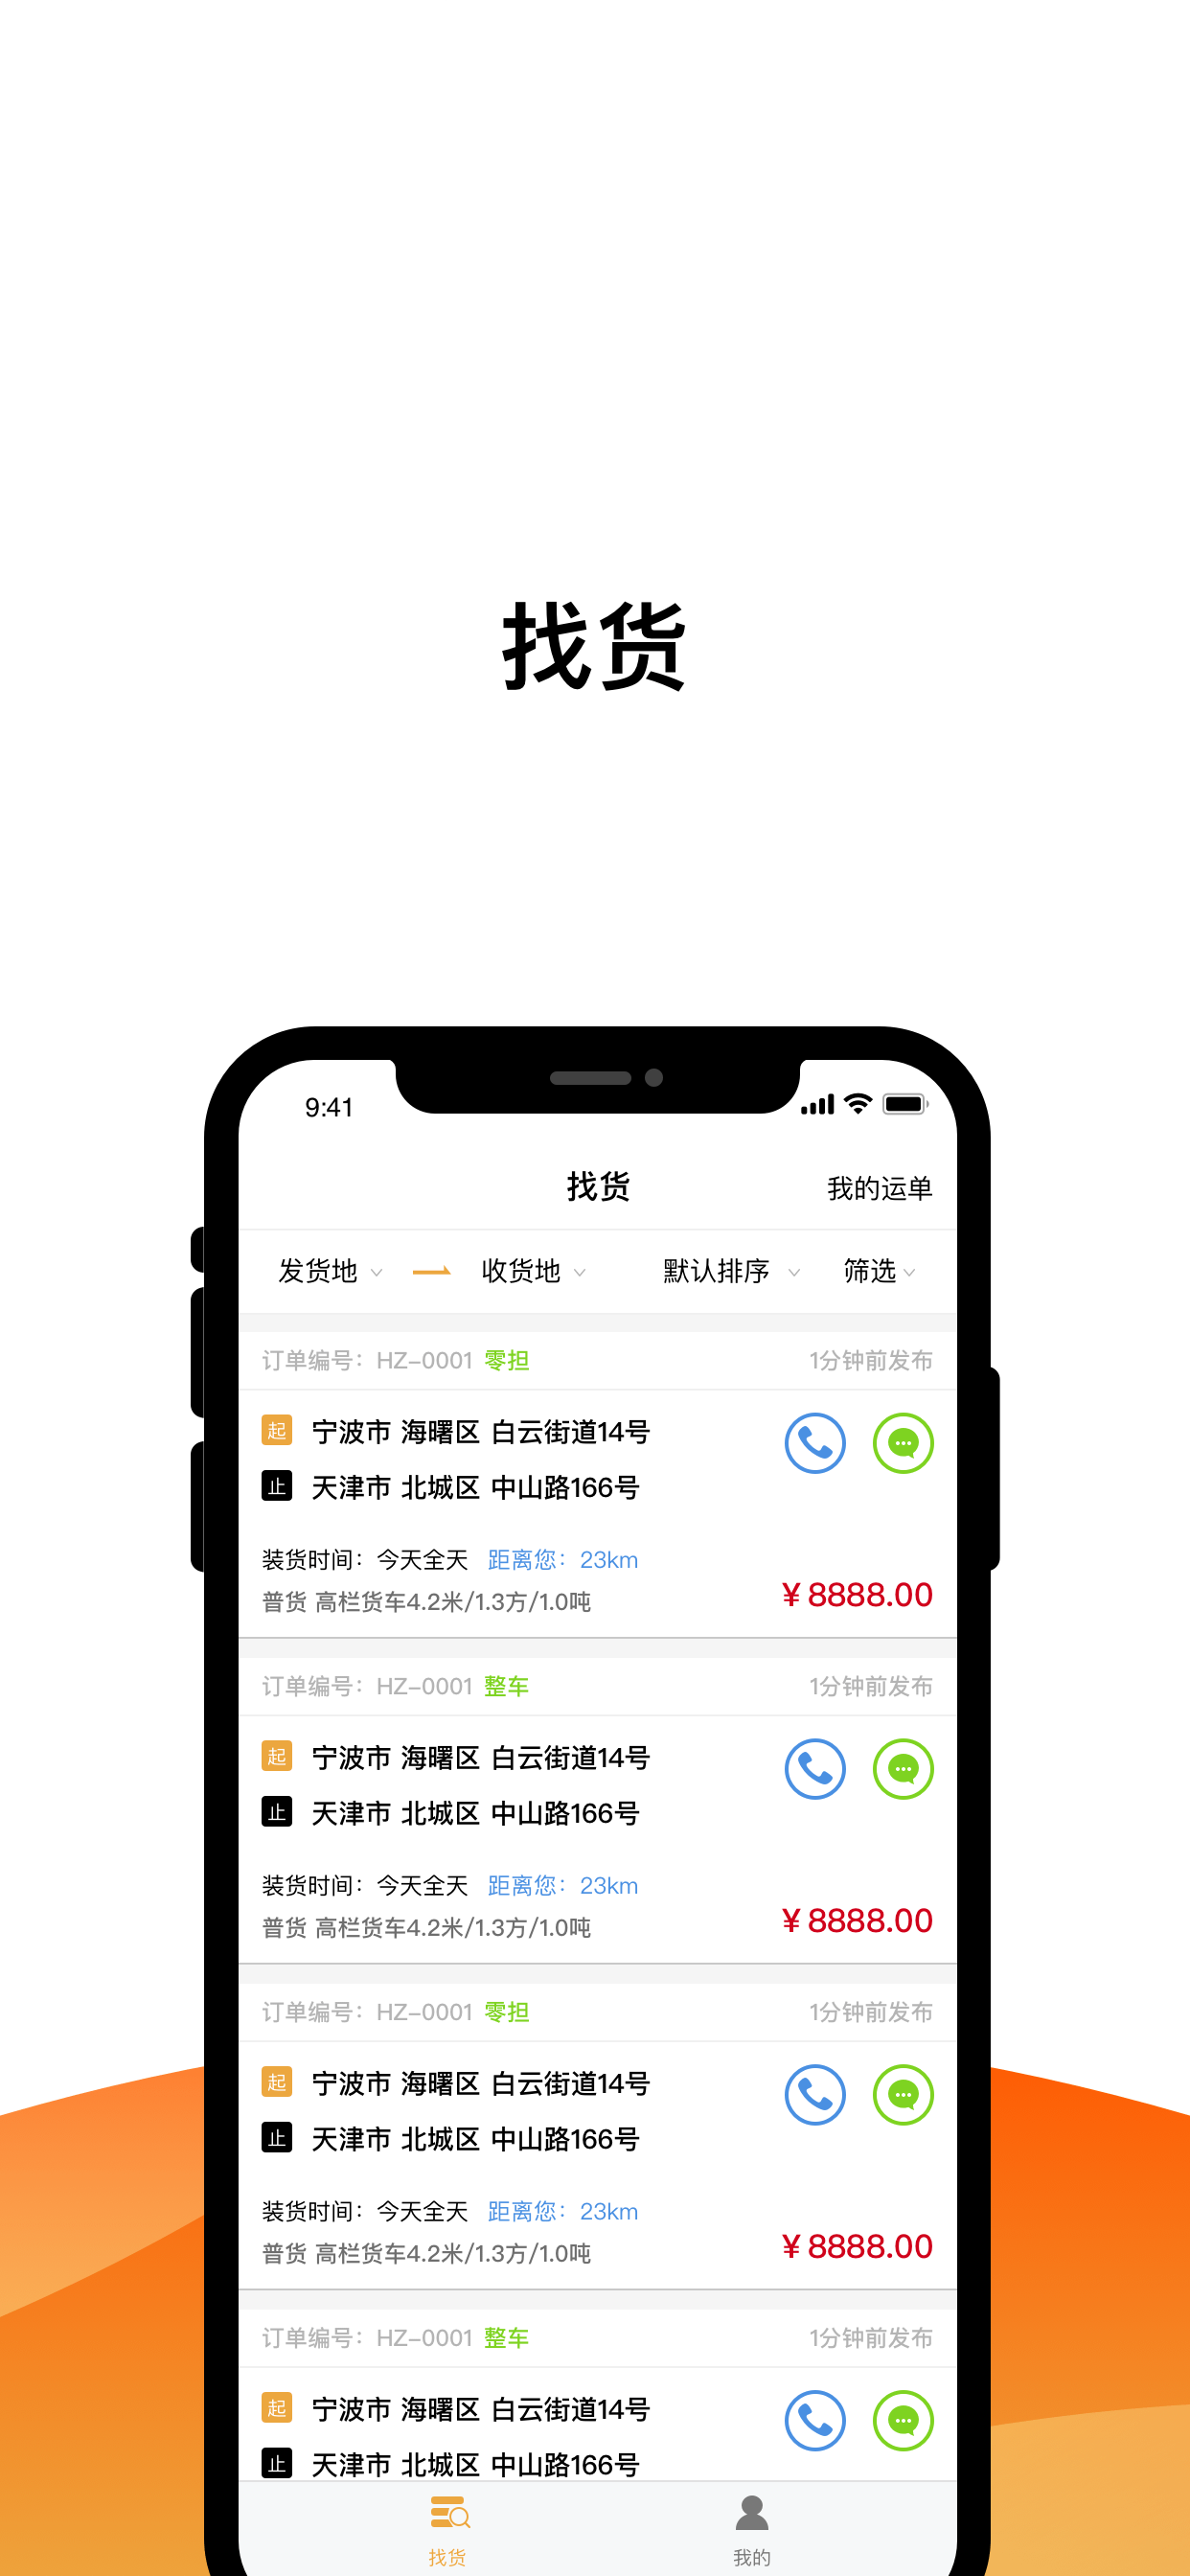 找货
9:41
找货 我的运单
发货地 收货地 默认排序 筛选
订单编号：HZ-0001 零担 1分钟前发布
起 宁波市 海曙区 白云街道14号
止 天津市 北城区 中山路166号
装货时间：今天全天 距离您：23km
普货 高栏货车4.2米/1.3方/1.0吨 ¥8888.00
订单编号：HZ-0001 整车 1分钟前发布
起 宁波市 海曙区 白云街道14号
止 天津市 北城区 中山路166号
装货时间：今天全天 距离您：23km
普货 高栏货车4.2米/1.3方/1.0吨 ¥8888.00
订单编号：HZ-0001 零担 1分钟前发布
起 宁波市 海曙区 白云街道14号
止 天津市 北城区 中山路166号
装货时间：今天全天 距离您：23km
普货 高栏货车4.2米/1.3方/1.0吨 ¥8888.00
订单编号：HZ-0001 整车 1分钟前发布
起 宁波市 海曙区 白云街道14号
止 天津市 北城区 中山路166号
找货 我的